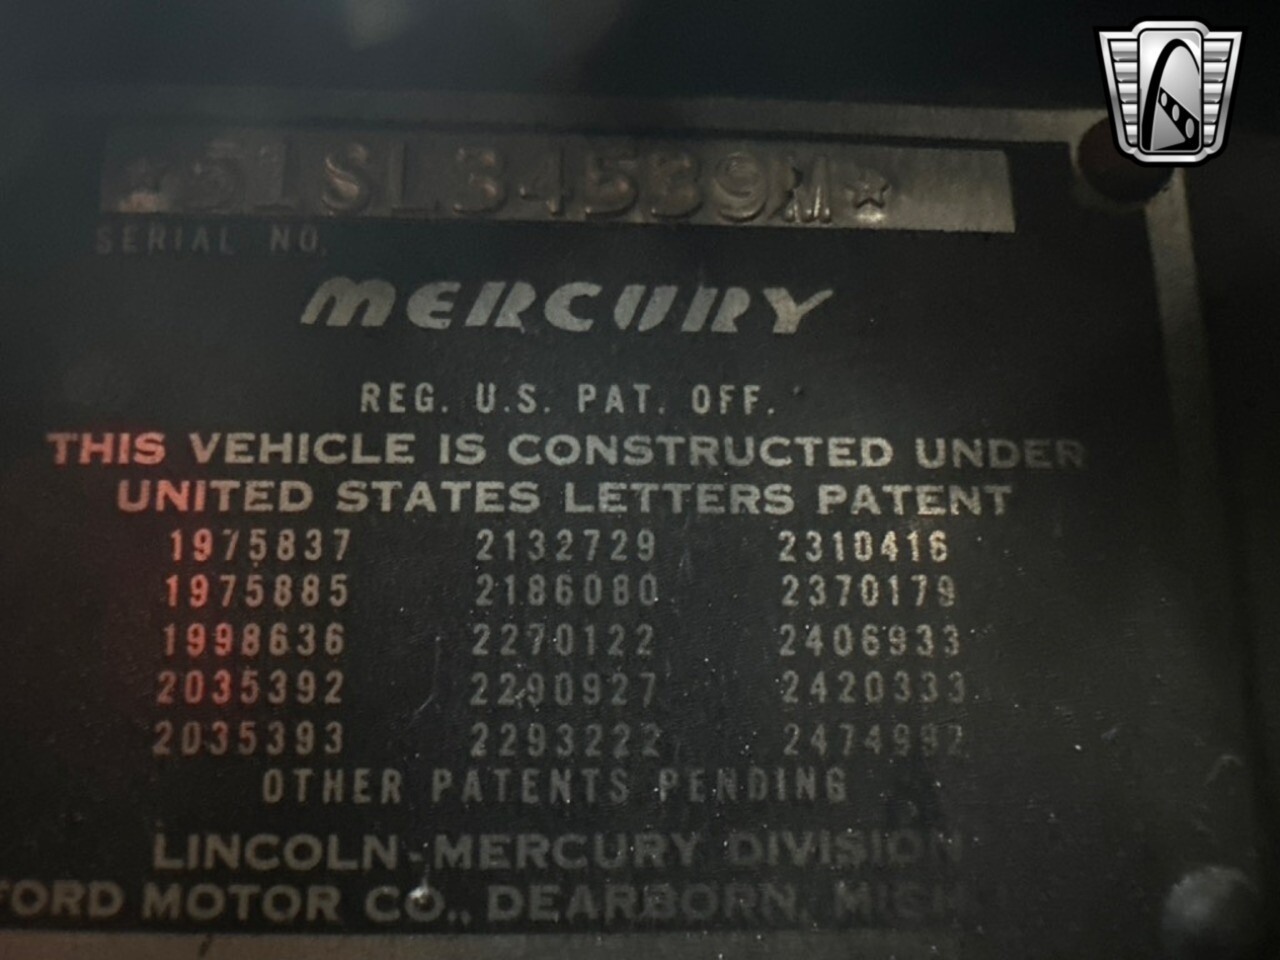 ★51SL34539M★
SERIAL NO.
MERCURY
REG. U.S. PAT. OFF.
THIS VEHICLE IS CONSTRUCTED UNDER
UNITED STATES LETTERS PATENT
1975837 2132729 2310416
1975885 2186080 2370179
1998636 2270122 2406933
2035392 2290927 2420333
2035393 2293222 2474992
OTHER PATENTS PENDING
LINCOLN-MERCURY DIVISION
FORD MOTOR CO., DEARBORN, MICH.